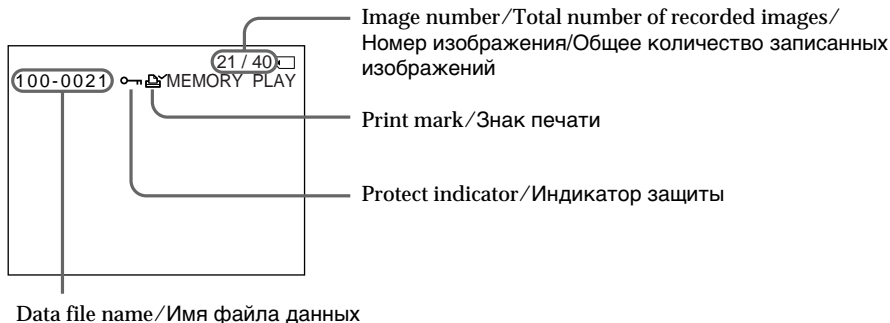 Image number/Total number of recorded images/
Номер изображения/Общее количество записанных
изображений
21 / 40
100-0021 MEMORY PLAY
Print mark/Знак печати
Protect indicator/Индикатор защиты
Data file name/Имя файла данных